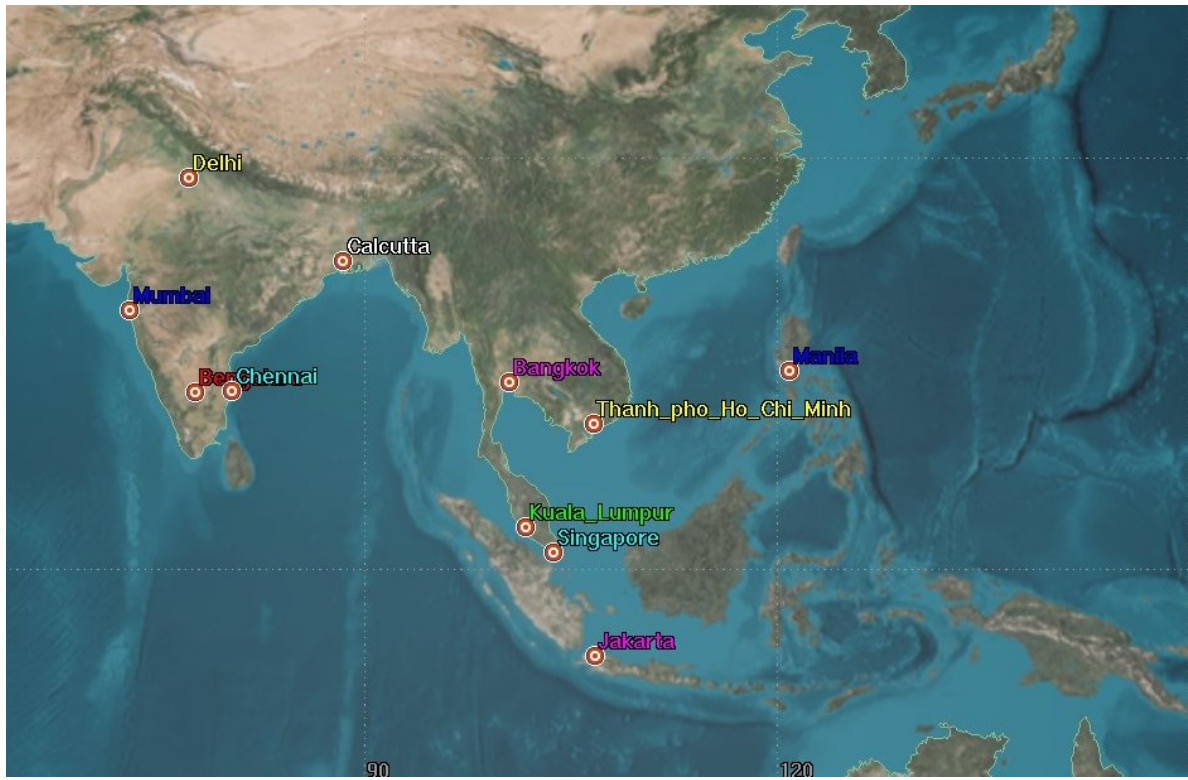 Delhi
Calcutta
Mumbai
Manila
Bangkok
Chennai
Thanh_pho_Ho_Chi_Minh
Kuala_Lumpur
Singapore
Jakarta
90
120